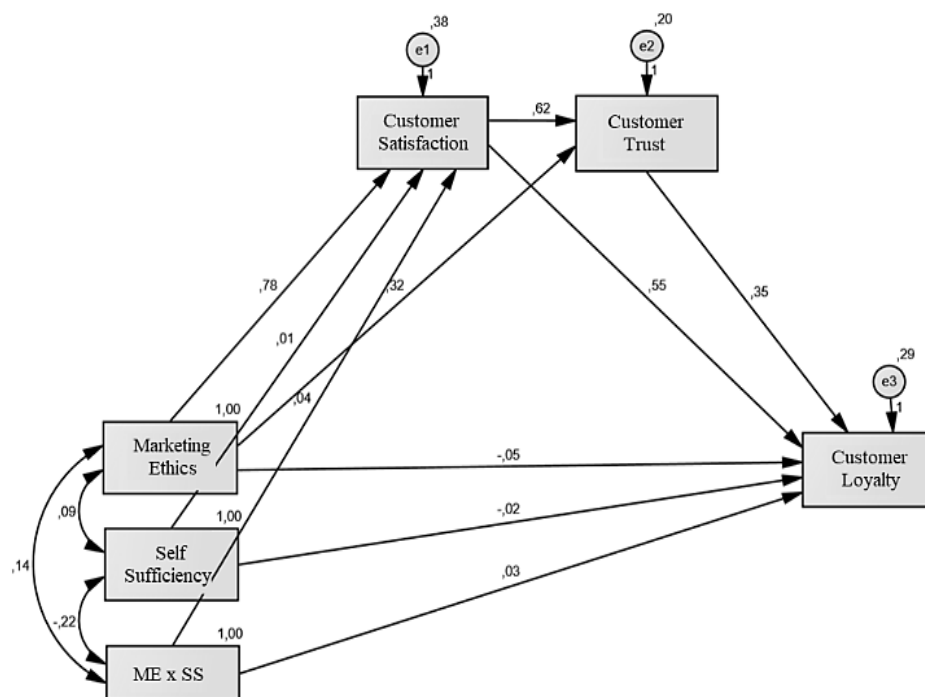 ,38
e1
1
,20
e2
1
Customer
Satisfaction
,62
Customer
Trust
,78
,01
,32
,04
,55
,35
,29
e3
1
1,00
Marketing
Ethics
-,05
Customer
Loyalty
,09
1,00
-,02
Self
Sufficiency
,14
-,22
,03
1,00
ME x SS